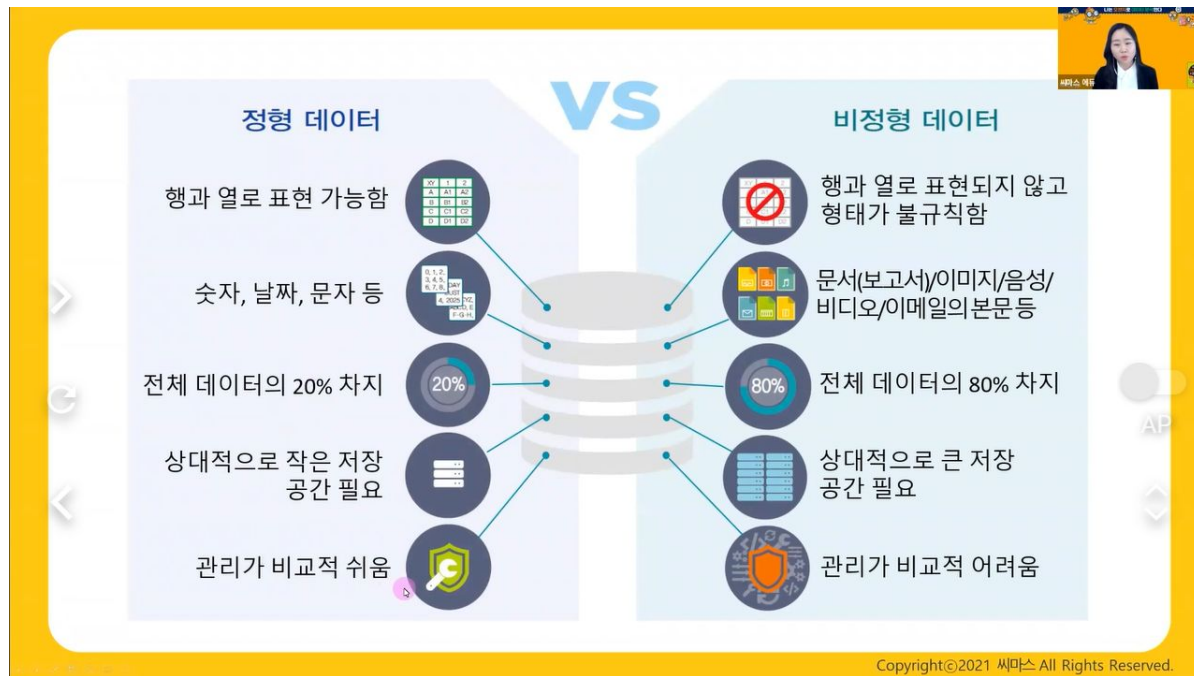 VS
정형 데이터
행과 열로 표현 가능함
숫자, 날짜, 문자 등
전체 데이터의 20% 차지
20%
상대적으로 작은 저장
공간 필요
관리가 비교적 쉬움
비정형 데이터
행과 열로 표현되지 않고
형태가 불규칙함
문서(보고서)/이미지/음성/
비디오/이메일의 본문 등
전체 데이터의 80% 차지
80%
상대적으로 큰 저장
공간 필요
관리가 비교적 어려움
AP
Copyrightⓒ2021 씨마스 All Rights Reserved.